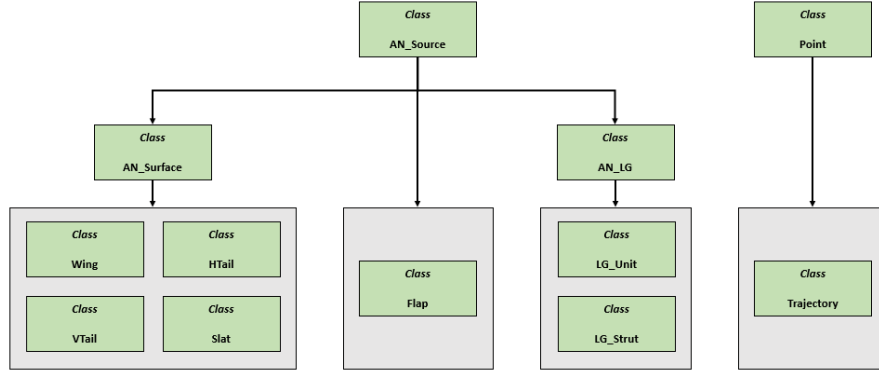 Class
AN_Source
Class
Point
Class
AN_Surface
Class
AN_LG
Class
Wing
Class
HTail
Class
VTail
Class
Slat
Class
Flap
Class
LG_Unit
Class
LG_Strut
Class
Trajectory